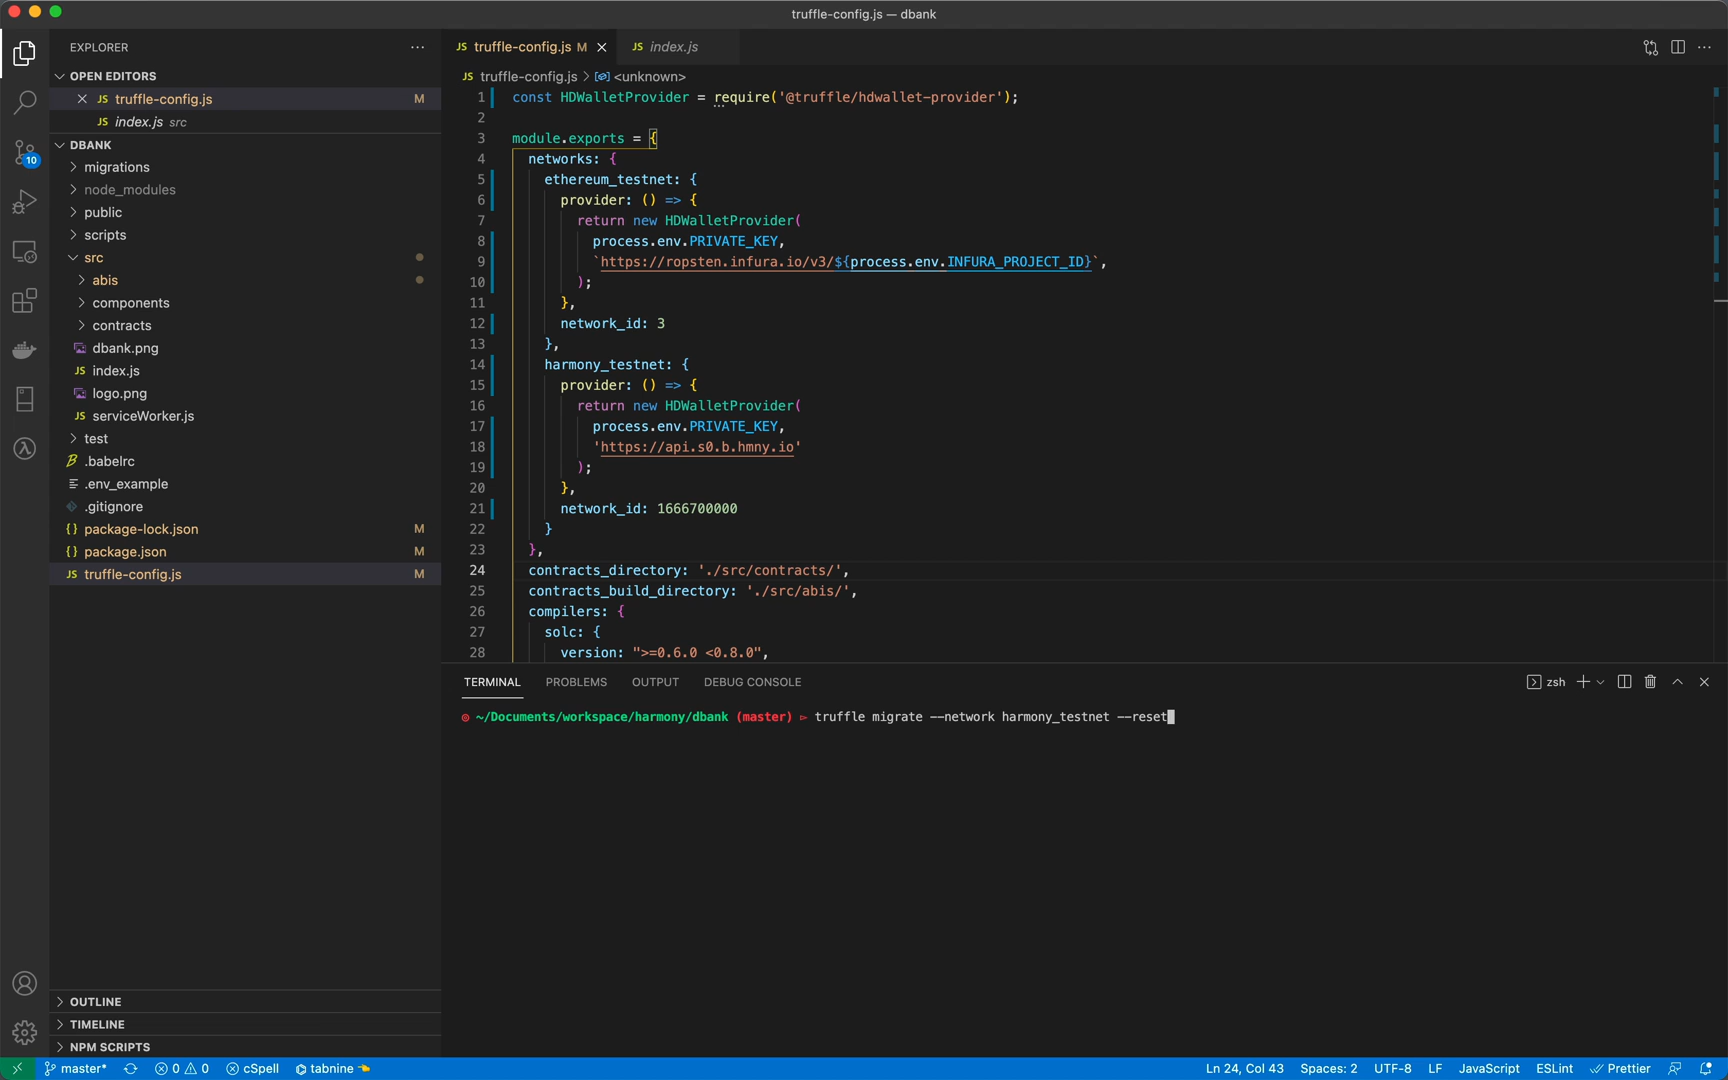 truffle-config.js — dbank
EXPLORER
OPEN EDITORS
JS truffle-config.js M
JS index.js src
DBANK
migrations
node_modules
public
scripts
src
abis
components
contracts
dbank.png
JS index.js
logo.png
JS serviceWorker.js
test
.babelrc
.env_example
.gitignore
{} package-lock.json M
{} package.json M
JS truffle-config.js M
OUTLINE
TIMELINE
NPM SCRIPTS
10
JS truffle-config.js M
JS index.js
JS truffle-config.js > <unknown>
1 const HDWalletProvider = require('@truffle/hdwallet-provider');
2
3 module.exports = {
4 networks: {
5 ethereum_testnet: {
6 provider: () => {
7 return new HDWalletProvider(
8 process.env.PRIVATE_KEY,
9 `https://ropsten.infura.io/v3/${process.env.INFURA_PROJECT_ID}`,
10 );
11 },
12 network_id: 3
13 },
14 harmony_testnet: {
15 provider: () => {
16 return new HDWalletProvider(
17 process.env.PRIVATE_KEY,
18 'https://api.s0.b.hmny.io'
19 );
20 },
21 network_id: 1666700000
22 }
23 },
24 contracts_directory: './src/contracts/',
25 contracts_build_directory: './src/abis/',
26 compilers: {
27 solc: {
28 version: ">=0.6.0 <0.8.0",
TERMINAL PROBLEMS OUTPUT DEBUG CONSOLE zsh
~/Documents/workspace/harmony/dbank (master) ▻ truffle migrate --network harmony_testnet --reset
master* 0 0 cSpell tabnine Ln 24, Col 43 Spaces: 2 UTF-8 LF JavaScript ESLint Prettier